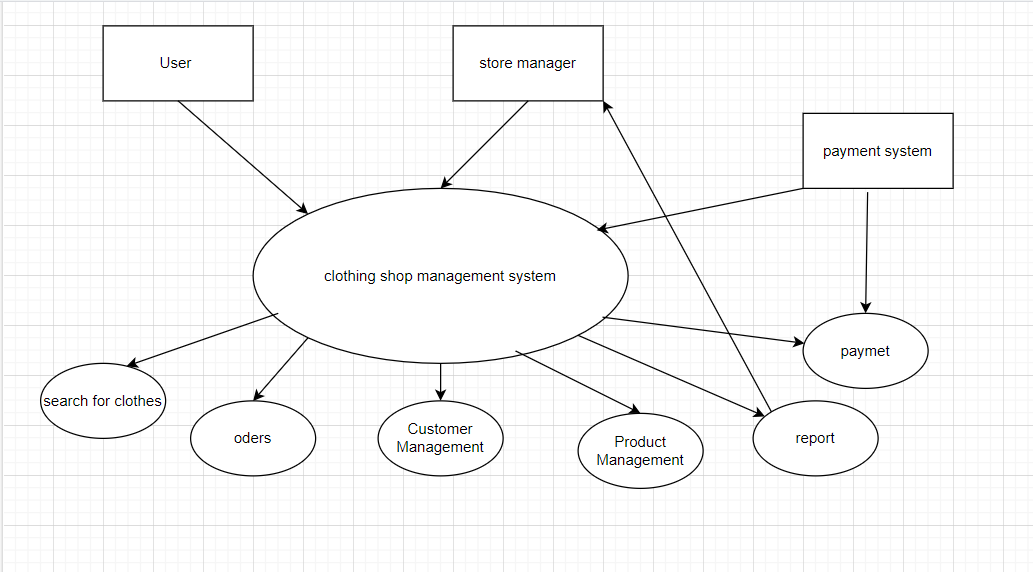 User
store manager
payment system
clothing shop management system
paymet
search for clothes
oders
Customer
Management
Product
Management
report